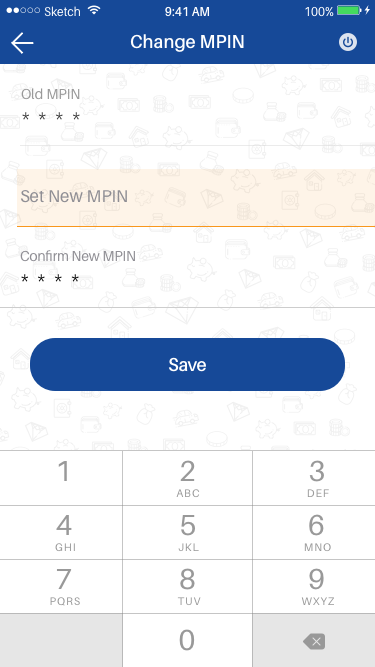 Sketch 9:41 AM 100%
Change MPIN
Old MPIN
* * * *
Set New MPIN
Confirm New MPIN
* * * *
Save
1 2 3
ABC DEF
4 5 6
GHI JKL MNO
7 8 9
PQRS TUV WXYZ
0